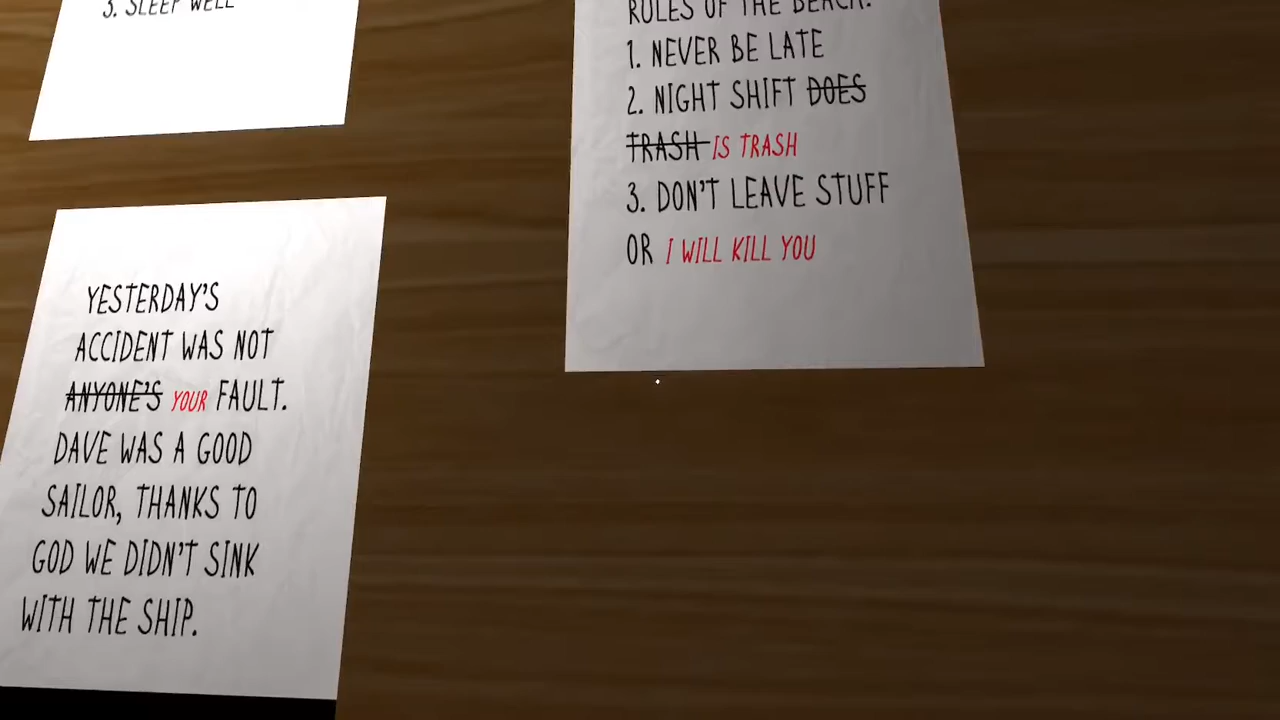 3. SLEEP WELL
RULES OF THE BEACH:
1. NEVER BE LATE
2. NIGHT SHIFT DOES
TRASH IS TRASH
3. DON'T LEAVE STUFF
OR I WILL KILL YOU
YESTERDAY'S
ACCIDENT WAS NOT
ANYONE'S YOUR FAULT.
DAVE WAS A GOOD
SAILOR, THANKS TO
GOD WE DIDN'T SINK
WITH THE SHIP.